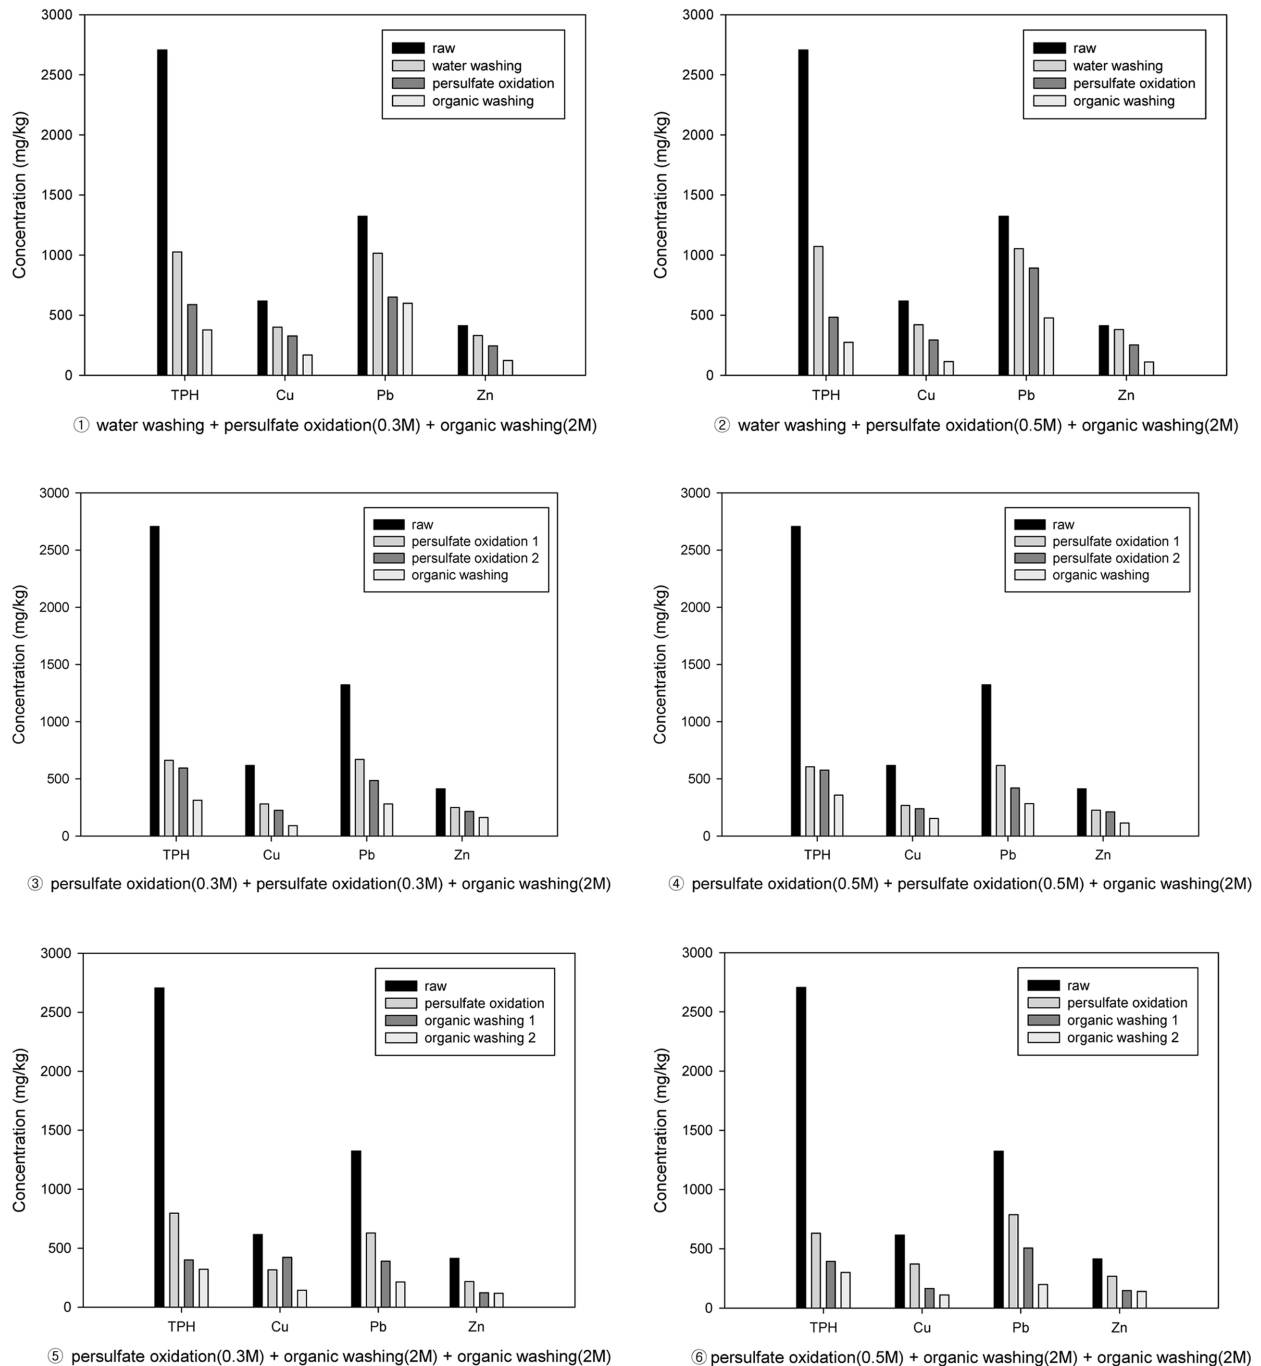 3000
2500
2000
1500
1000
500
0
Concentration (mg/kg)
raw
water washing
persulfate oxidation
organic washing
TPH Cu Pb Zn
① water washing + persulfate oxidation(0.3M) + organic washing(2M)
3000
2500
2000
1500
1000
500
0
Concentration (mg/kg)
raw
water washing
persulfate oxidation
organic washing
TPH Cu Pb Zn
② water washing + persulfate oxidation(0.5M) + organic washing(2M)
3000
2500
2000
1500
1000
500
0
Concentration (mg/kg)
raw
persulfate oxidation 1
persulfate oxidation 2
organic washing
TPH Cu Pb Zn
③ persulfate oxidation(0.3M) + persulfate oxidation(0.3M) + organic washing(2M)
3000
2500
2000
1500
1000
500
0
Concentration (mg/kg)
raw
persulfate oxidation 1
persulfate oxidation 2
organic washing
TPH Cu Pb Zn
④ persulfate oxidation(0.5M) + persulfate oxidation(0.5M) + organic washing(2M)
3000
2500
2000
1500
1000
500
0
Concentration (mg/kg)
raw
persulfate oxidation
organic washing 1
organic washing 2
TPH Cu Pb Zn
⑤ persulfate oxidation(0.3M) + organic washing(2M) + organic washing(2M)
3000
2500
2000
1500
1000
500
0
Concentration (mg/kg)
raw
persulfate oxidation
organic washing 1
organic washing 2
TPH Cu Pb Zn
⑥ persulfate oxidation(0.5M) + organic washing(2M) + organic washing(2M)